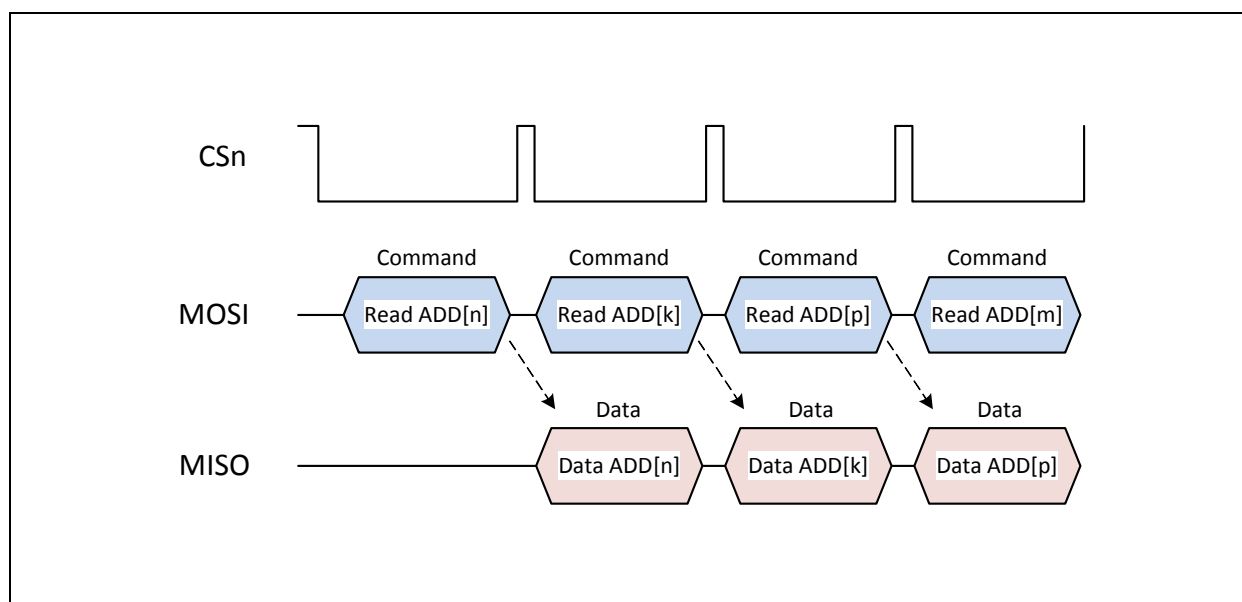 CSn
Command Command Command Command
MOSI Read ADD[n] Read ADD[k] Read ADD[p] Read ADD[m]
Data Data Data
MISO Data ADD[n] Data ADD[k] Data ADD[p]